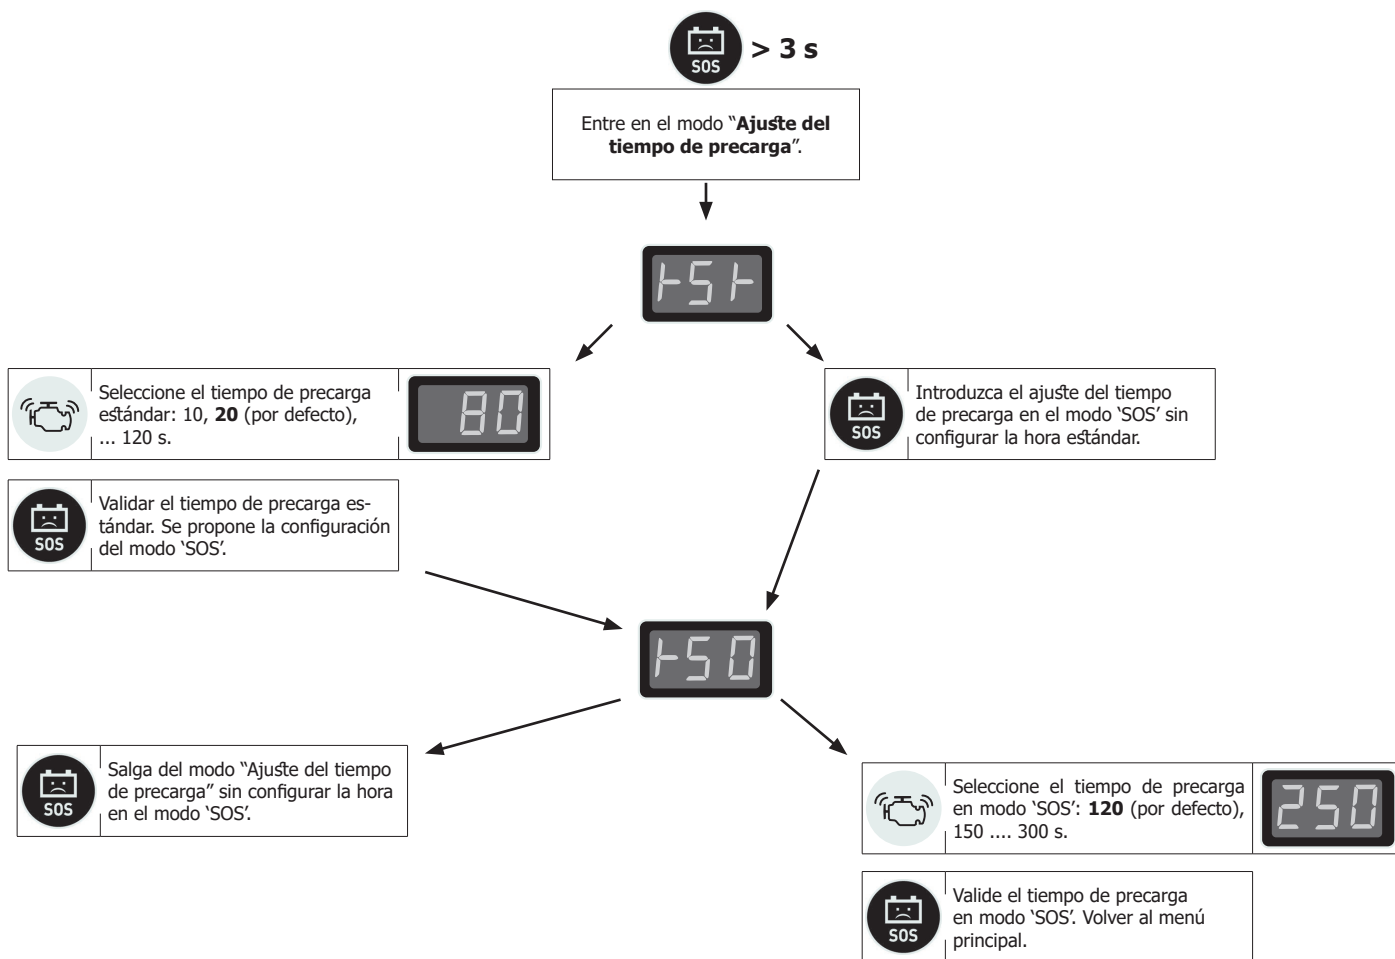 SOS
> 3 s
Entre en el modo “Ajuste del
tiempo de precarga”.
tSt
Seleccione el tiempo de precarga
estándar: 10, 20 (por defecto),
... 120 s.
80
SOS
Introduzca el ajuste del tiempo
de precarga en el modo ‘SOS’ sin
configurar la hora estándar.
SOS
Validar el tiempo de precarga es-
tándar. Se propone la configuración
del modo ‘SOS’.
tSO
SOS
Salga del modo “Ajuste del tiempo
de precarga” sin configurar la hora
en el modo ‘SOS’.
Seleccione el tiempo de precarga
en modo ‘SOS’: 120 (por defecto),
150 .... 300 s.
250
SOS
Valide el tiempo de precarga
en modo ‘SOS’. Volver al menú
principal.